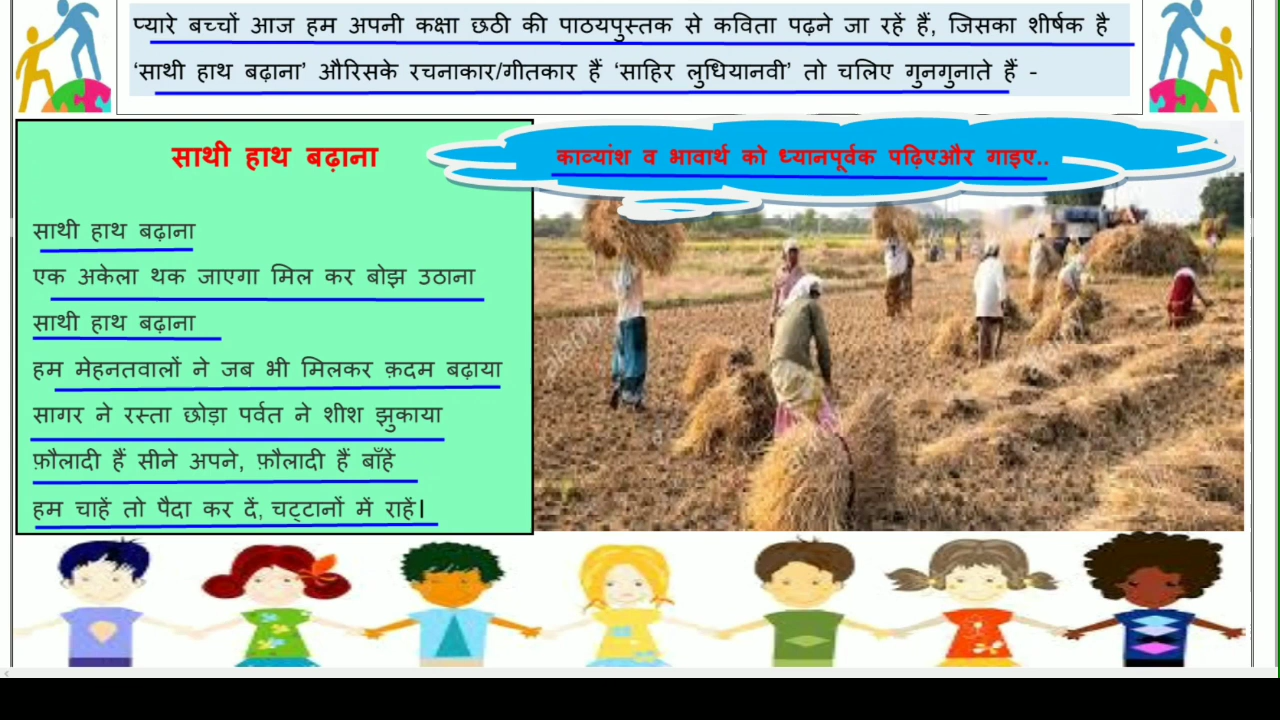 प्यारे बच्चों आज हम अपनी कक्षा छठी की पाठयपुस्तक से कविता पढ़ने जा रहें हैं, जिसका शीर्षक है
‘साथी हाथ बढ़ाना’ औरिसके रचनाकार/गीतकार हैं ‘साहिर लुधियानवी’ तो चलिए गुनगुनाते हैं -
साथी हाथ बढ़ाना
काव्यांश व भावार्थ को ध्यानपूर्वक पढ़िएऔर गाइए..
साथी हाथ बढ़ाना
एक अकेला थक जाएगा मिल कर बोझ उठाना
साथी हाथ बढ़ाना
हम मेहनतवालों ने जब भी मिलकर क़दम बढ़ाया
सागर ने रस्ता छोड़ा पर्वत ने शीश झुकाया
फ़ौलादी हैं सीने अपने, फ़ौलादी हैं बाँहें
हम चाहें तो पैदा कर दें, चट्टानों में राहें।